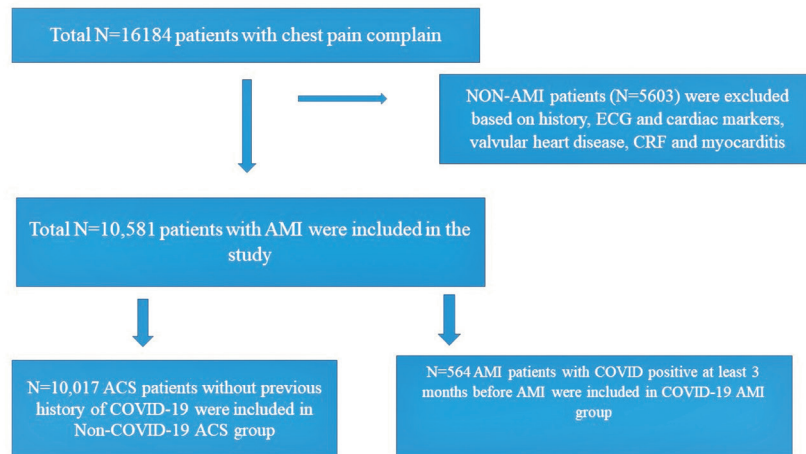 Total N=16184 patients with chest pain complain
NON-AMI patients (N=5603) were excluded
based on history, ECG and cardiac markers,
valvular heart disease, CRF and myocarditis
Total N=10,581 patients with AMI were included in the
study
N=10,017 ACS patients without previous
history of COVID-19 were included in
Non-COVID-19 ACS group
N=564 AMI patients with COVID positive at least 3
months before AMI were included in COVID-19 AMI
group